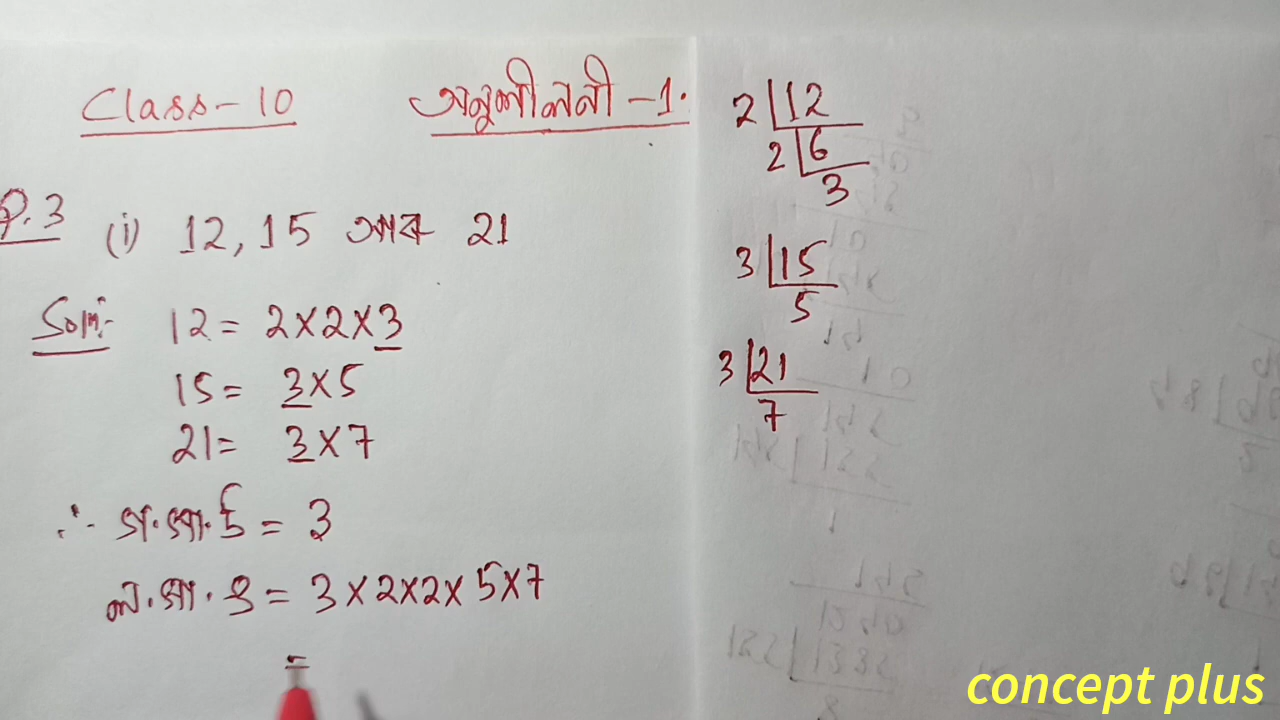 Class-10 অনুশীলনী-1.
P.3 (i) 12, 15 আৰু 21
Soln:- 12 = 2×2×3
15 = 3×5
21 = 3×7
∴ গ.সা.উ = 3
ল.সা.গু = 3×2×2×5×7
=
2 12
2 6
3
3 15
5
3 21
7
concept plus